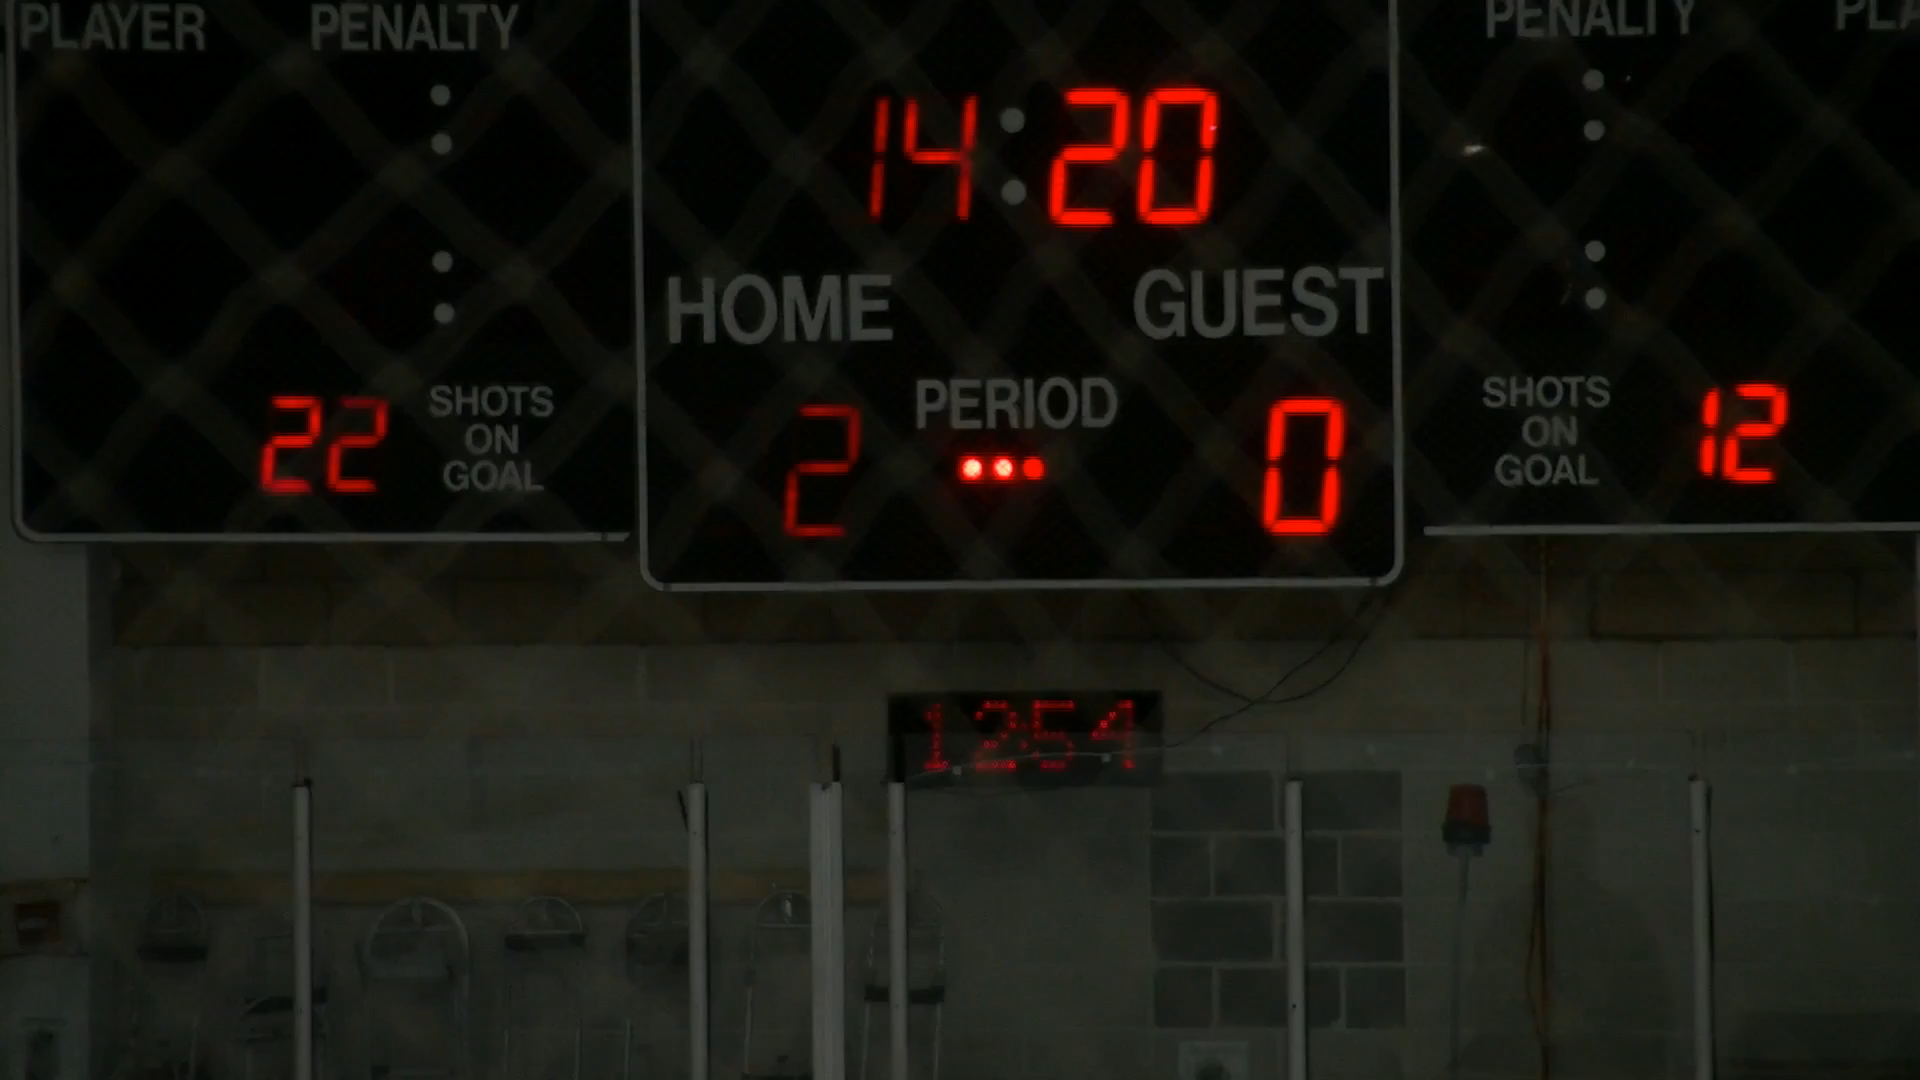 PLAYER PENALTY
22 SHOTS ON GOAL
14:20
HOME GUEST
PERIOD
2 0
PENALTY
SHOTS ON GOAL 12
12:54